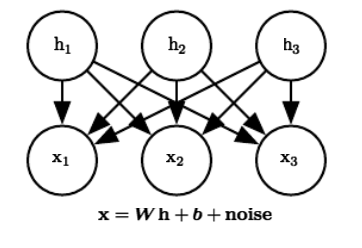 h₁ h₂ h₃
x₁ x₂ x₃
x = W h + b + noise